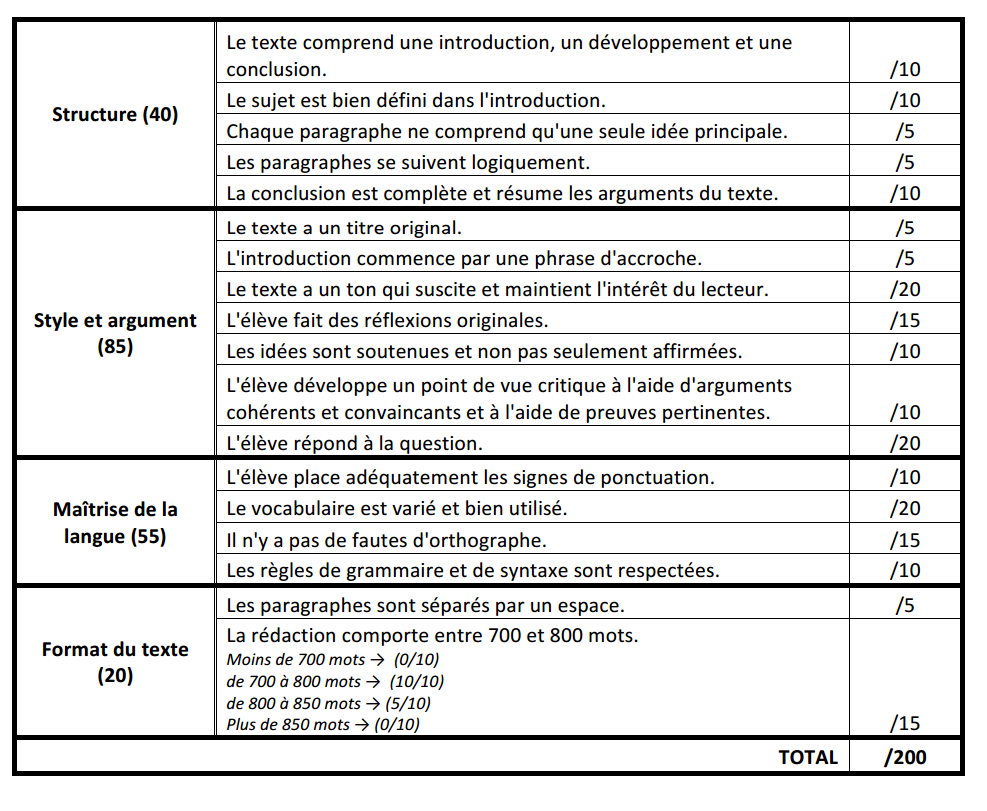 Structure (40)
Le texte comprend une introduction, un développement et une
conclusion.
/10
Le sujet est bien défini dans l'introduction.
/10
Chaque paragraphe ne comprend qu'une seule idée principale.
/5
Les paragraphes se suivent logiquement.
/5
La conclusion est complète et résume les arguments du texte.
/10
Style et argument
(85)
Le texte a un titre original.
/5
L'introduction commence par une phrase d'accroche.
/5
Le texte a un ton qui suscite et maintient l'intérêt du lecteur.
/20
L'élève fait des réflexions originales.
/15
Les idées sont soutenues et non pas seulement affirmées.
/10
L'élève développe un point de vue critique à l'aide d'arguments
cohérents et convaincants et à l'aide de preuves pertinentes.
/10
L'élève répond à la question.
/20
Maîtrise de la
langue (55)
L'élève place adéquatement les signes de ponctuation.
/10
Le vocabulaire est varié et bien utilisé.
/20
Il n'y a pas de fautes d'orthographe.
/15
Les règles de grammaire et de syntaxe sont respectées.
/10
Format du texte
(20)
Les paragraphes sont séparés par un espace.
/5
La rédaction comporte entre 700 et 800 mots.
Moins de 700 mots → (0/10)
de 700 à 800 mots → (10/10)
de 800 à 850 mots → (5/10)
Plus de 850 mots → (0/10)
/15
TOTAL
/200